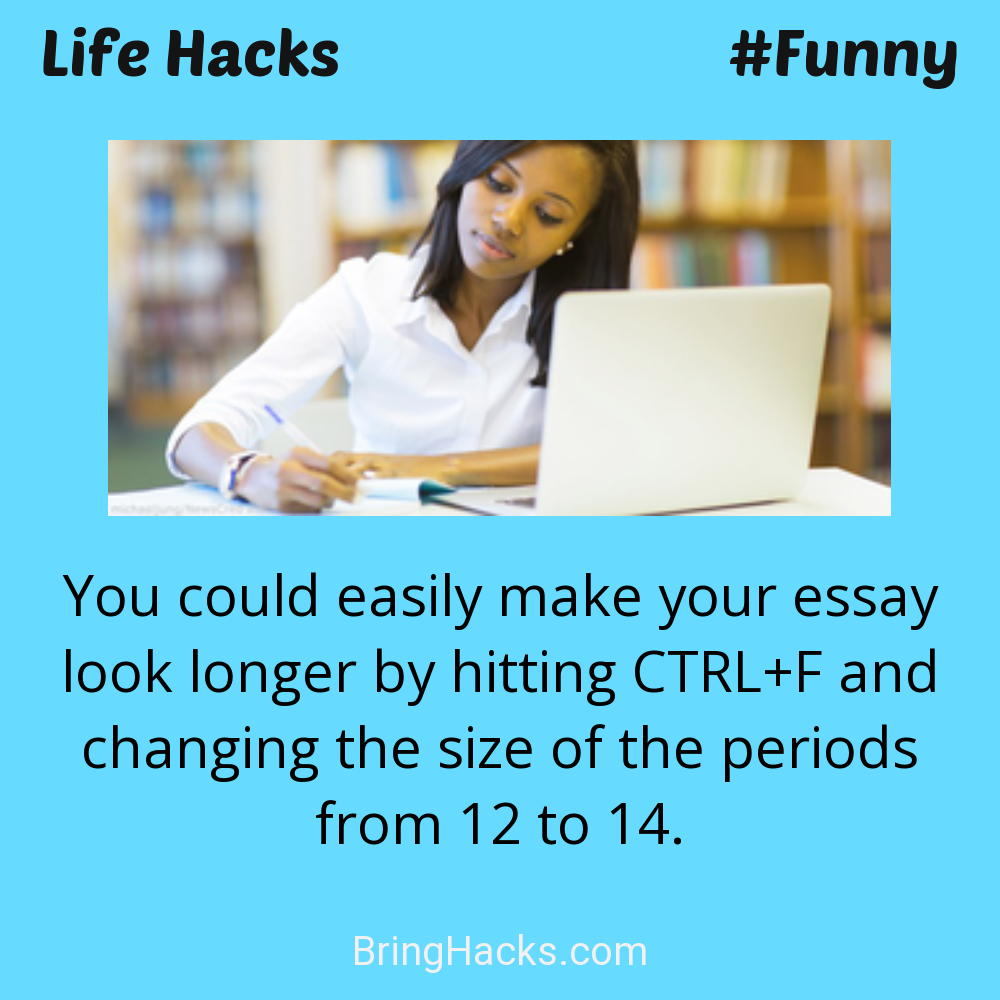 Life Hacks #Funny
You could easily make your essay
look longer by hitting CTRL+F and
changing the size of the periods
from 12 to 14.
BringHacks.com